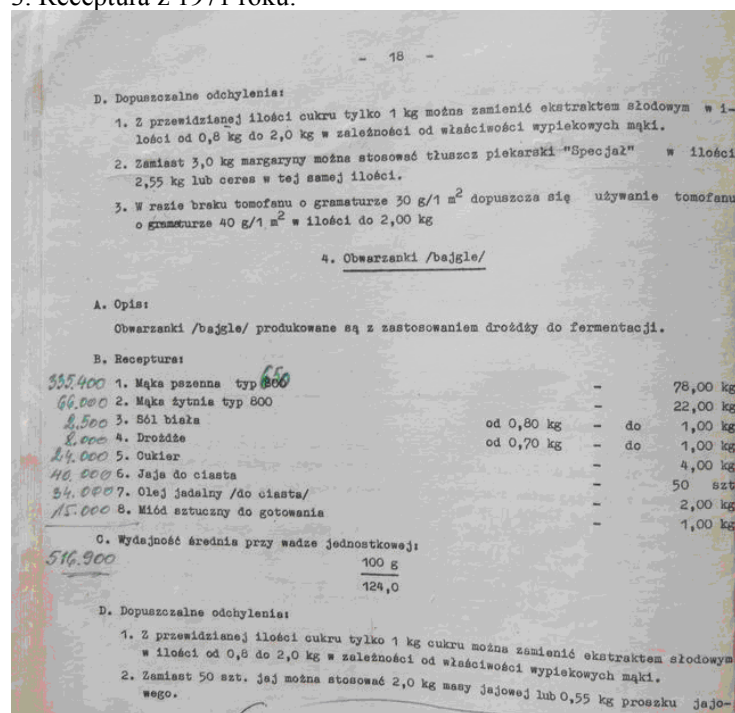 5. Receptura z 1971 roku:
- 18 -
D. Dopuszczalne odchylenia:
1. Z przewidzianej ilości cukru tylko 1 kg można zamienić ekstraktem słodowym w i-
lości od 0,8 kg do 2,0 kg w zależności od właściwości wypiekowych mąki.
2. Zamiast 3,0 kg margaryny można stosować tłuszcz piekarski "Specjał" w ilości
2,55 kg lub ceres w tej samej ilości.
3. W razie braku tomofanu o gramaturze 30 g/1 m² dopuszcza się używanie tomofanu
o gramaturze 40 g/1 m² w ilości do 2,00 kg
4. Obwarzanki /bajgle/
A. Opis:
Obwarzanki /bajgle/ produkowane są z zastosowaniem drożdży do fermentacji.
B. Receptura:
335.400 1. Mąka pszenna typ 800 650 - 78,00 kg
66.000 2. Mąka żytnia typ 800 - 22,00 kg
2.500 3. Sól biała od 0,80 kg - do 1,00 kg
2.000 4. Drożdże od 0,70 kg - do 1,00 kg
24.000 5. Cukier - 4,00 kg
40.000 6. Jaja do ciasta - 50 szt
34.000 7. Olej jadalny /do ciasta/ - 2,00 kg
15.000 8. Miód sztuczny do gotowania - 1,00 kg
C. Wydajność średnia przy wadze jednostkowej:
516.900 100 g
124,0
D. Dopuszczalne odchylenia:
1. Z przewidzianej ilości cukru tylko 1 kg cukru można zamienić ekstraktem słodowym
w ilości od 0,8 do 2,0 kg w zależności od właściwości wypiekowych mąki.
2. Zamiast 50 szt. jaj można stosować 2,0 kg masy jajowej lub 0,55 kg proszku jajo-
wego.